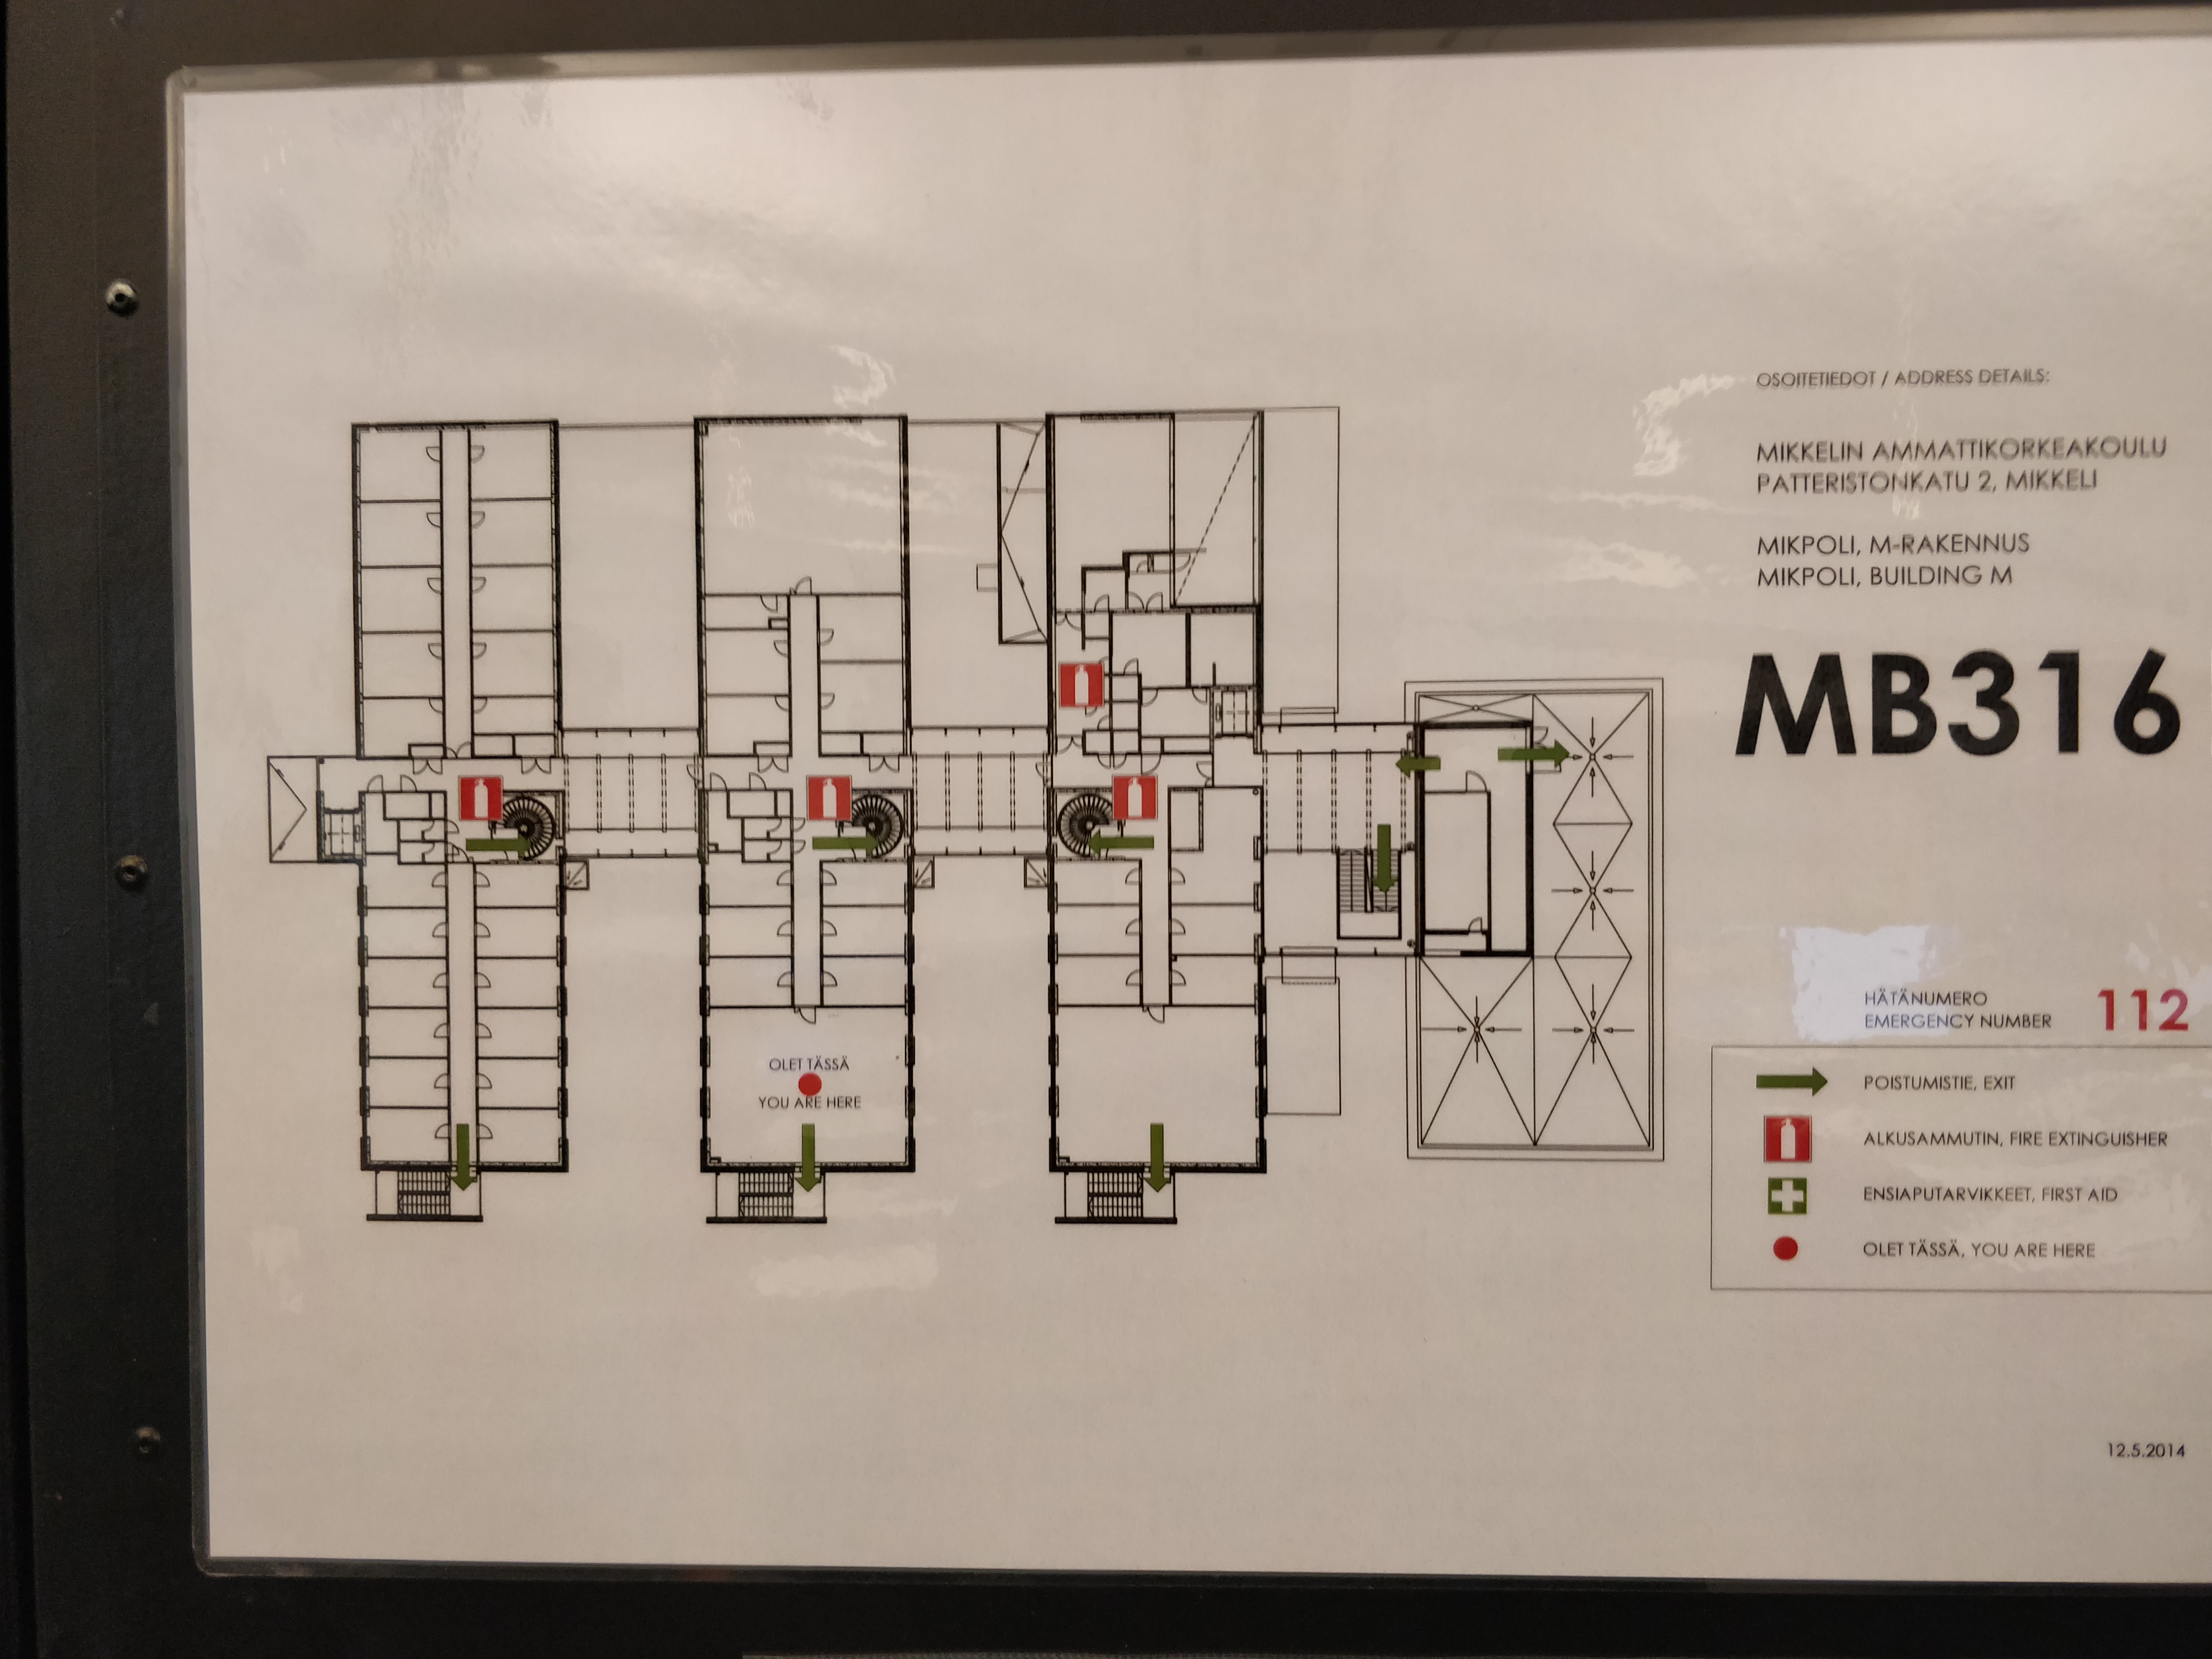 OSOITETIEDOT / ADDRESS DETAILS:
MIKKELIN AMMATTIKORKEAKOULU
PATTERISTONKATU 2, MIKKELI
MIKPOLI, M-RAKENNUS
MIKPOLI, BUILDING M
MB316
OLET TÄSSÄ
YOU ARE HERE
HÄTÄNUMERO
EMERGENCY NUMBER 112
POISTUMISTIE, EXIT
ALKUSAMMUTIN, FIRE EXTINGUISHER
ENSIAPUTARVIKKEET, FIRST AID
OLET TÄSSÄ, YOU ARE HERE
12.5.2014